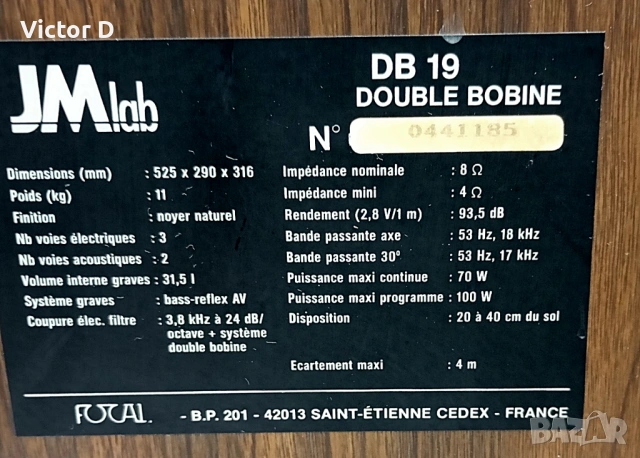 Victor D
JMlab
DB 19
DOUBLE BOBINE
N° 0441185
Dimensions (mm) : 525 x 290 x 316
Poids (kg) : 11
Finition : noyer naturel
Nb voies électriques : 3
Nb voies acoustiques : 2
Volume interne graves : 31,5 l
Système graves : bass-reflex AV
Coupure élec. filtre : 3,8 kHz à 24 dB/
octave + système
double bobine
Impédance nominale : 8 Ω
Impédance mini : 4 Ω
Rendement (2,8 V/1 m) : 93,5 dB
Bande passante axe : 53 Hz, 18 kHz
Bande passante 30° : 53 Hz, 17 kHz
Puissance maxi continue : 70 W
Puissance maxi programme : 100 W
Disposition : 20 à 40 cm du sol
Ecartement maxi : 4 m
FOCAL. - B.P. 201 - 42013 SAINT-ÉTIENNE CEDEX - FRANCE
BAZAR